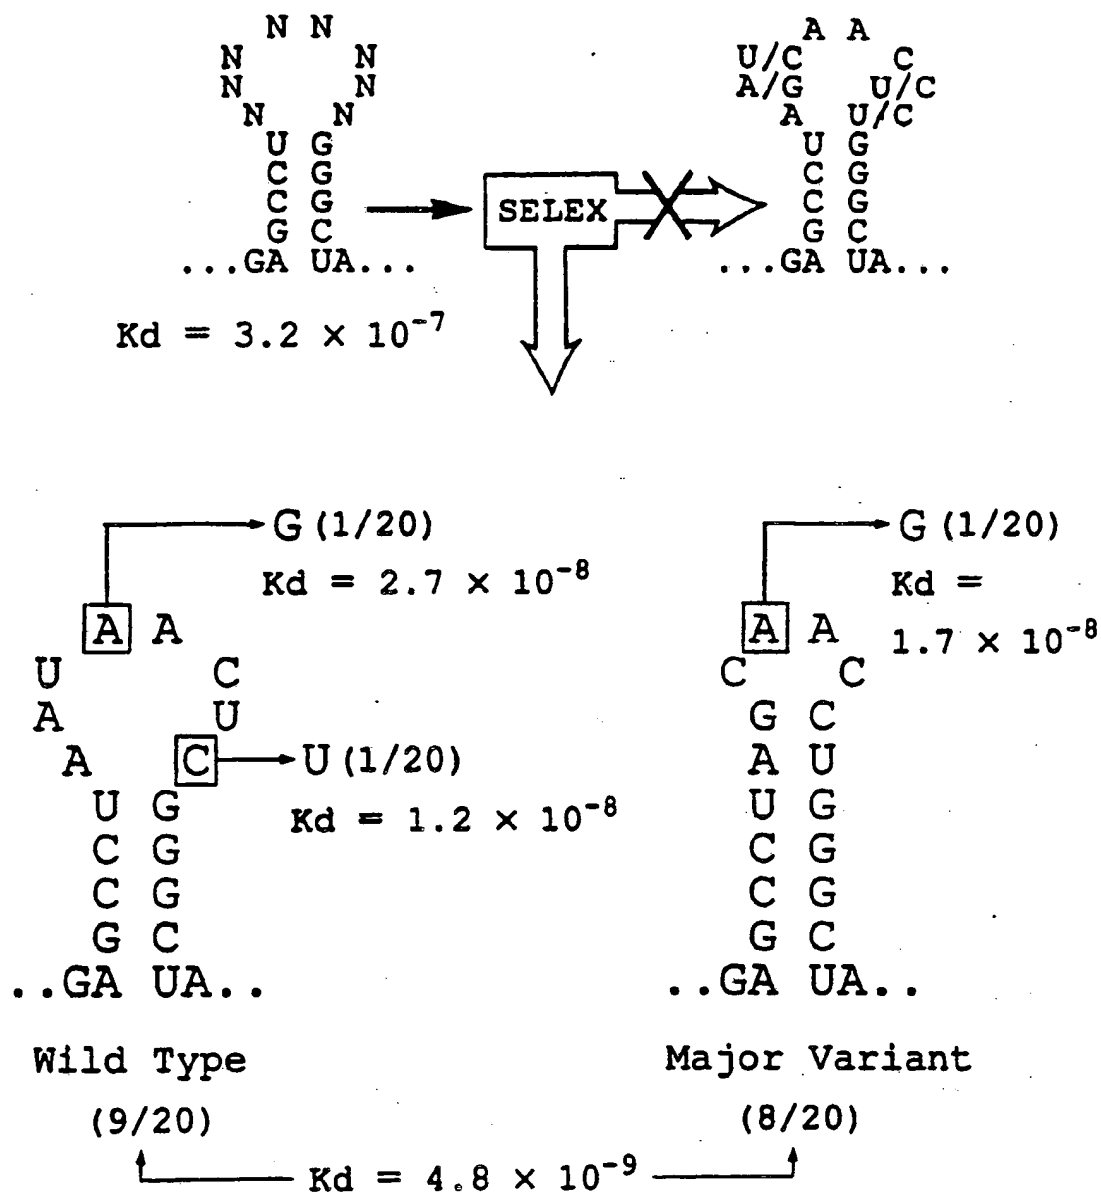 N N
N N
N N
N N
U G
C G
C G
G C
...GA UA...
Kd = 3.2 × 10⁻⁷
SELEX
A A
U/C C
A/G U/C
A U/C
U G
C G
C G
G C
...GA UA...
G (1/20)
Kd = 2.7 × 10⁻⁸
A A
U C
A U
A C
U (1/20)
Kd = 1.2 × 10⁻⁸
U G
C G
C G
G C
..GA UA..
Wild Type
(9/20)
G (1/20)
Kd =
1.7 × 10⁻⁸
A A
C C
G C
A U
U G
C G
C G
G C
..GA UA..
Major Variant
(8/20)
Kd = 4.8 × 10⁻⁹